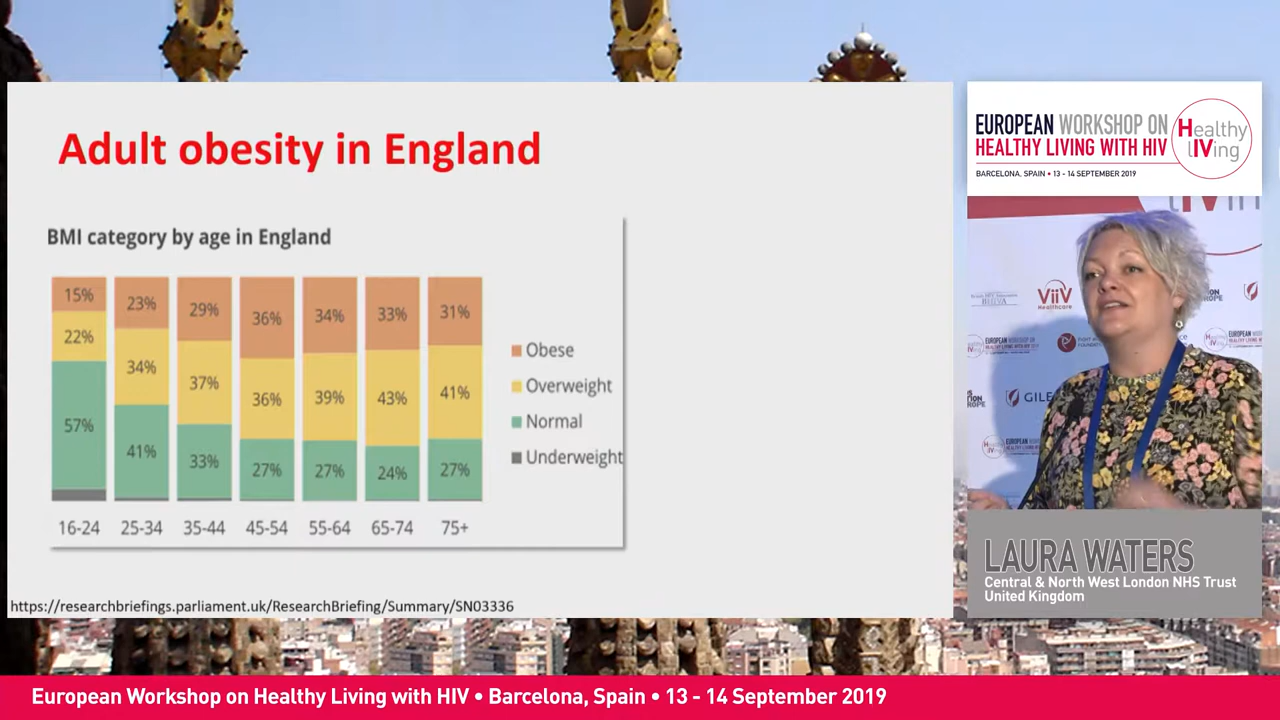 Adult obesity in England
BMI category by age in England
15% 23% 29% 36% 34% 33% 31%
22% 34% 37% 36% 39% 43% 41%
57% 41% 33% 27% 27% 24% 27%
16-24 25-34 35-44 45-54 55-64 65-74 75+
Obese
Overweight
Normal
Underweight
https://researchbriefings.parliament.uk/ResearchBriefing/Summary/SN03336
EUROPEAN WORKSHOP ON
HEALTHY LIVING WITH HIV
BARCELONA, SPAIN • 13 - 14 SEPTEMBER 2019
Healthy
lIVing
ViiV
Healthcare
GILE
LAURA WATERS
Central & North West London NHS Trust
United Kingdom
European Workshop on Healthy Living with HIV • Barcelona, Spain • 13 - 14 September 2019